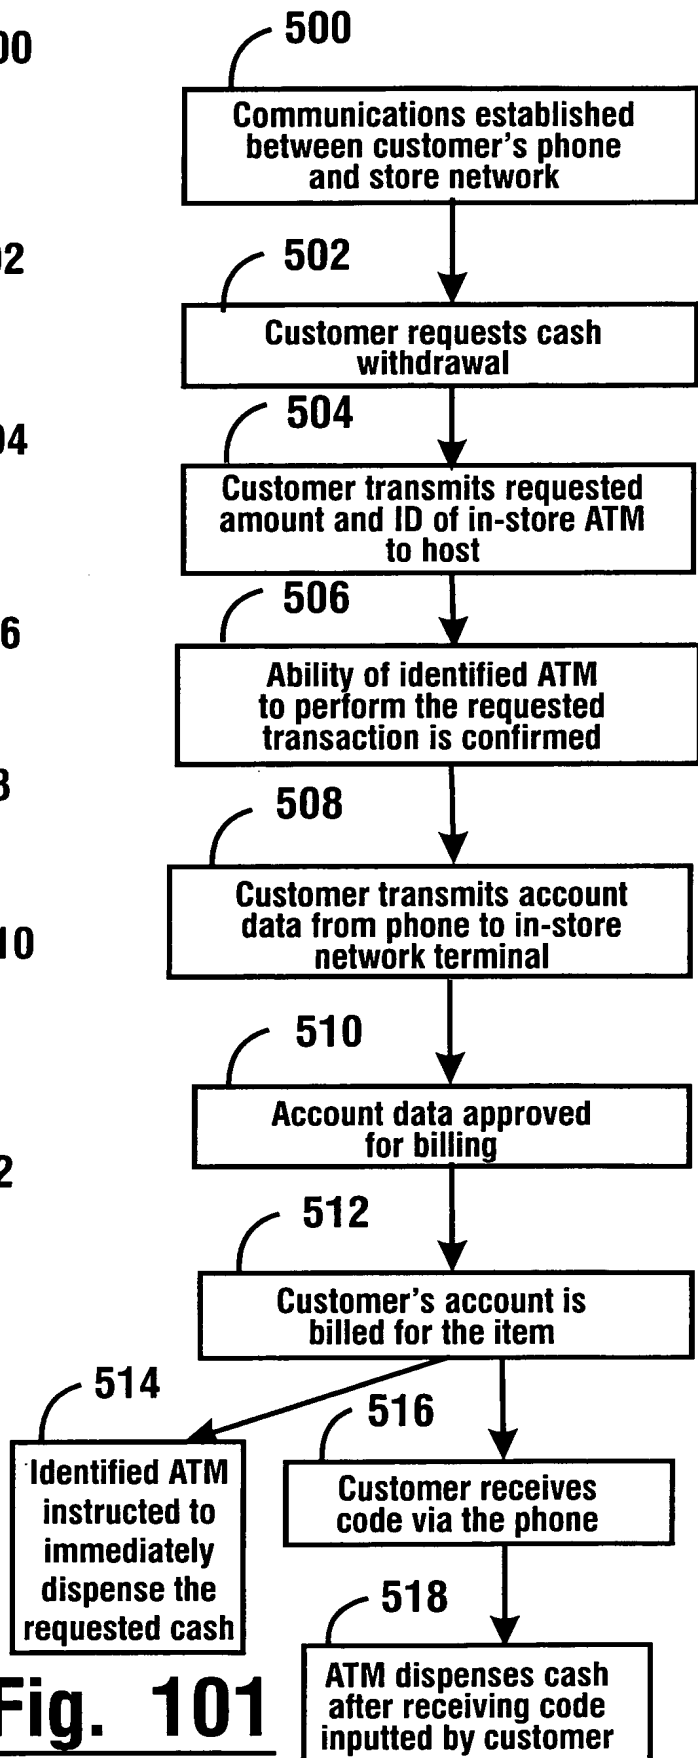 500
Communications established
between customer's phone
and store network
502
Customer requests cash
withdrawal
504
Customer transmits requested
amount and ID of in-store ATM
to host
506
Ability of identified ATM
to perform the requested
transaction is confirmed
508
Customer transmits account
data from phone to in-store
network terminal
510
Account data approved
for billing
512
Customer's account is
billed for the item
514
Identified ATM
instructed to
immediately
dispense the
requested cash
516
Customer receives
code via the phone
518
ATM dispenses cash
after receiving code
inputted by customer
Fig. 101